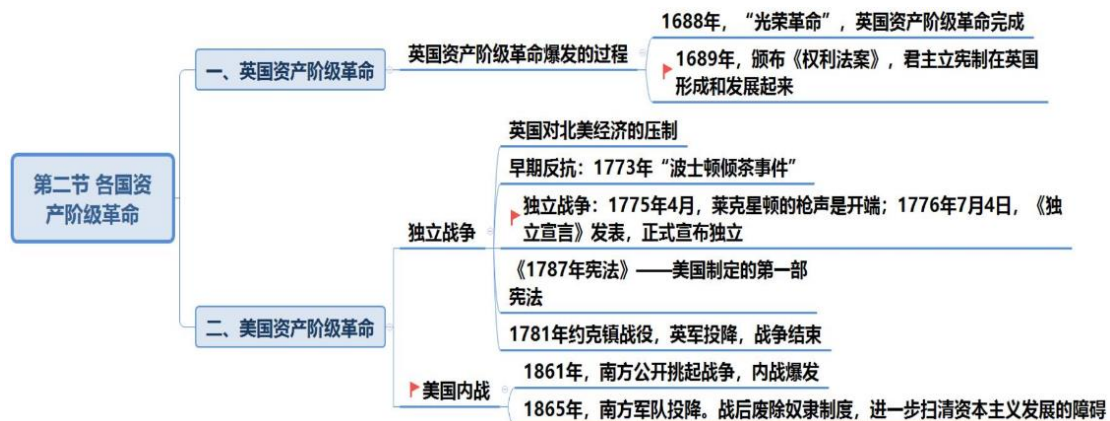 第二节 各国资
产阶级革命
一、英国资产阶级革命
英国资产阶级革命爆发的过程
1688年，“光荣革命”，英国资产阶级革命完成
1689年，颁布《权利法案》，君主立宪制在英国
形成和发展起来
二、美国资产阶级革命
独立战争
英国对北美经济的压制
早期反抗：1773年“波士顿倾茶事件”
独立战争：1775年4月，莱克星顿的枪声是开端；1776年7月4日，《独
立宣言》发表，正式宣布独立
《1787年宪法》——美国制定的第一部
宪法
1781年约克镇战役，英军投降，战争结束
美国内战
1861年，南方公开挑起战争，内战爆发
1865年，南方军队投降。战后废除奴隶制度，进一步扫清资本主义发展的障碍